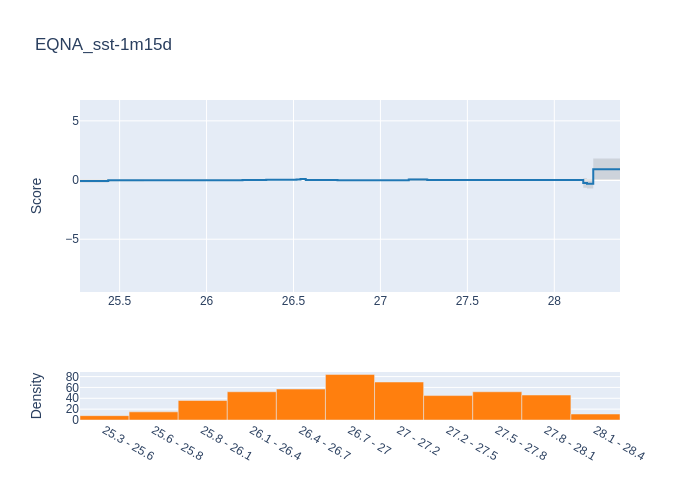 EQNA_sst-1m15d
Score
5
0
−5
25.5 26 26.5 27 27.5 28
Density
80
60
40
20
0
25.3 - 25.6
25.6 - 25.8
25.8 - 26.1
26.1 - 26.4
26.4 - 26.7
26.7 - 27
27 - 27.2
27.2 - 27.5
27.5 - 27.8
27.8 - 28.1
28.1 - 28.4